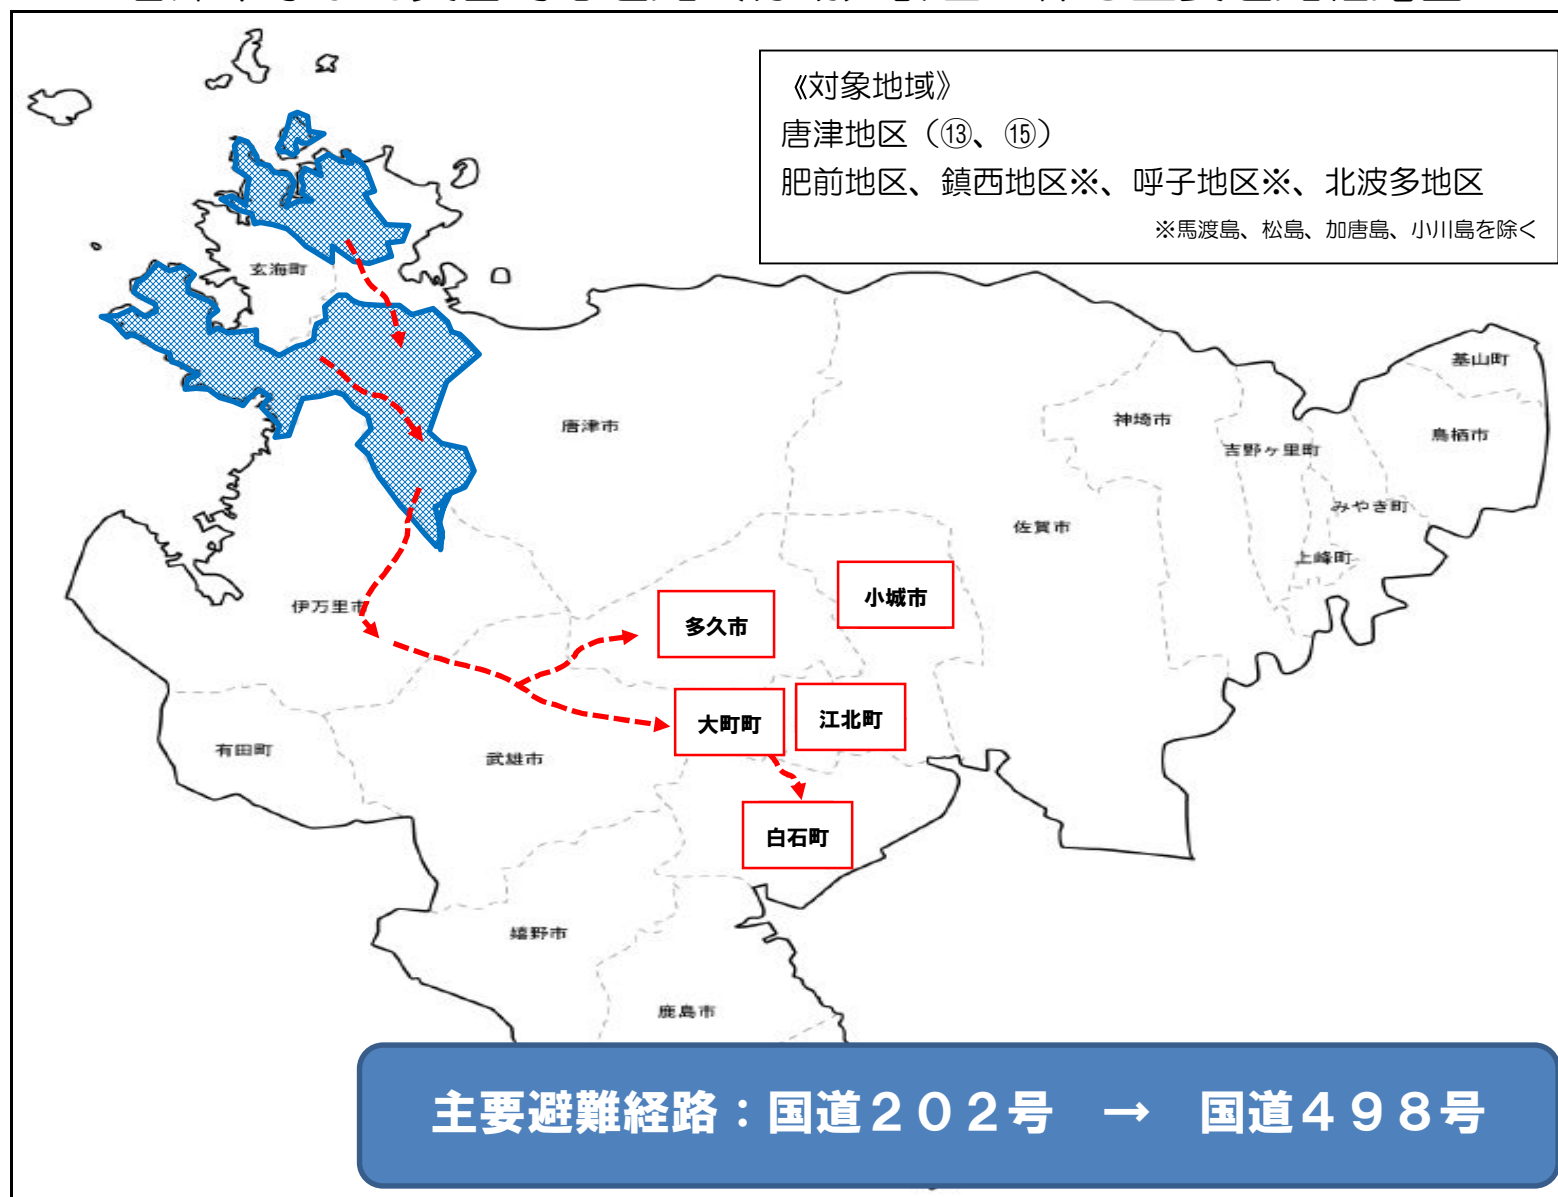 《対象地域》
唐津地区（⑬、⑮）
肥前地区、鎮西地区※、呼子地区※、北波多地区
※馬渡島、松島、加唐島、小川島を除く
玄海町
基山町
唐津市
神埼市
鳥栖市
吉野ヶ里町
みやき町
佐賀市
上峰町
小城市
伊万里市
多久市
大町町
江北町
有田町
武雄市
白石町
嬉野市
鹿島市
主要避難経路：国道２０２号　→　国道４９８号